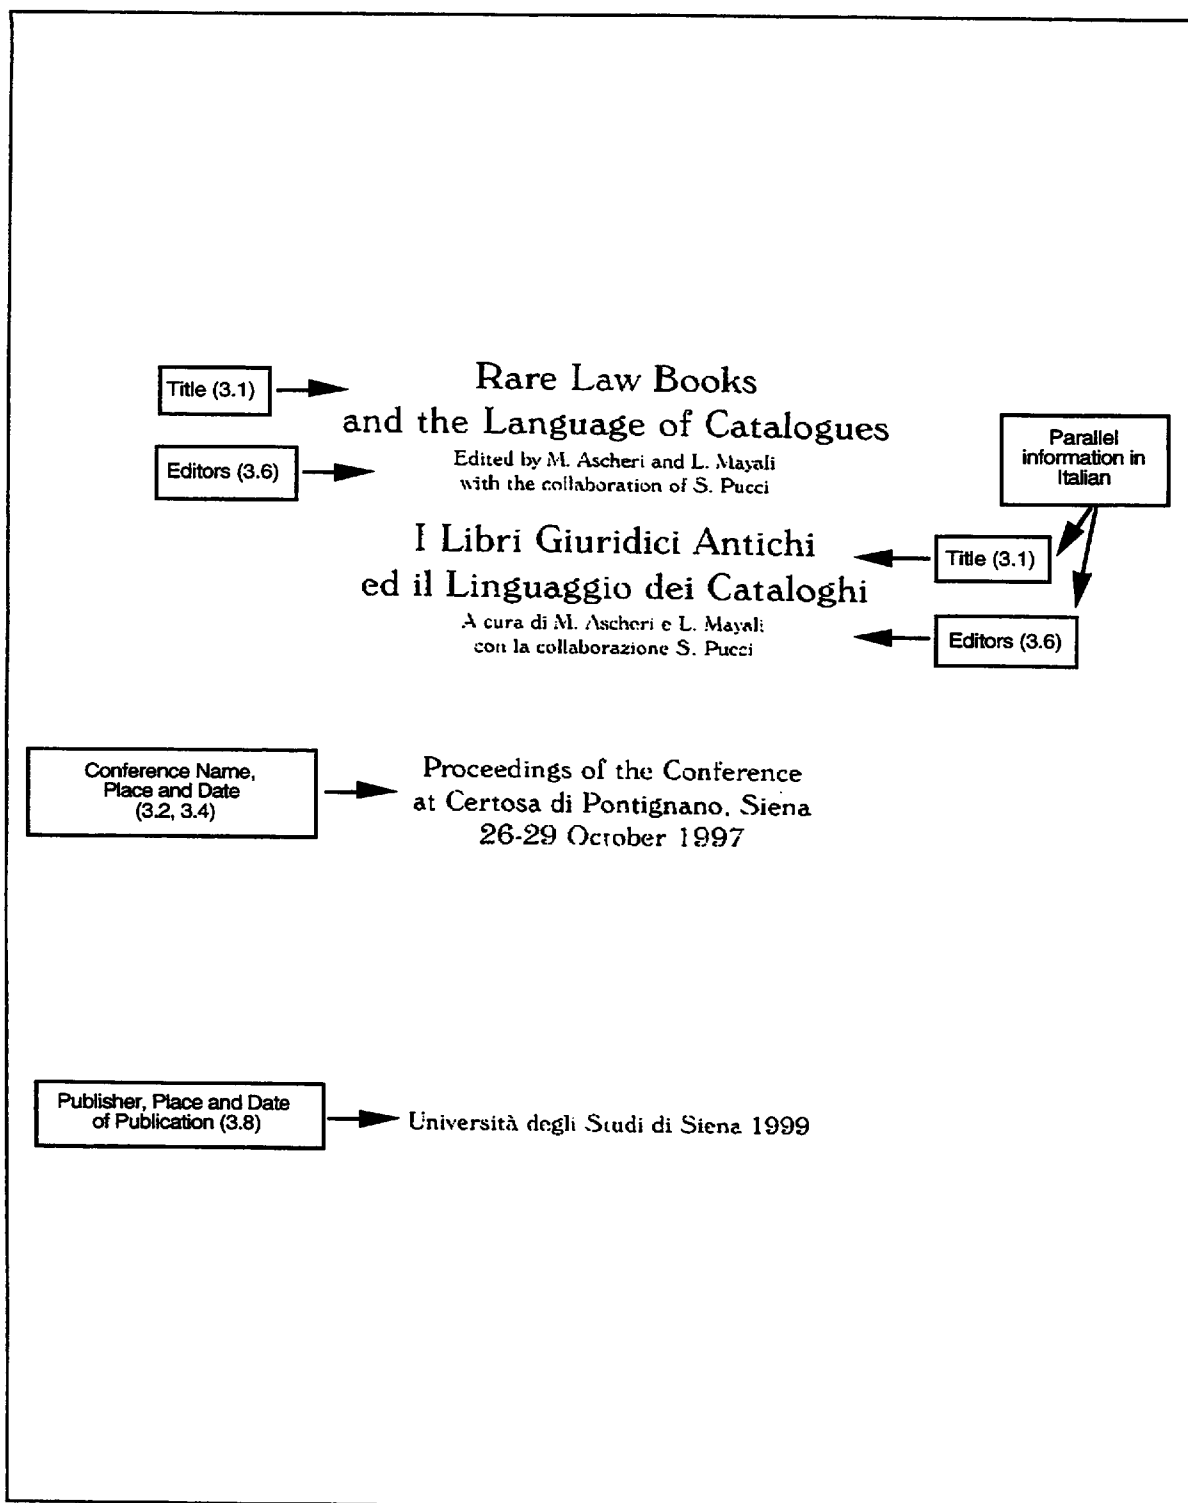 Title (3.1)
Rare Law Books
and the Language of Catalogues
Editors (3.6)
Edited by M. Ascheri and L. Mayali
with the collaboration of S. Pucci
Parallel
information in
Italian
I Libri Giuridici Antichi
ed il Linguaggio dei Cataloghi
Title (3.1)
A cura di M. Ascheri e L. Mayali
con la collaborazione S. Pucci
Editors (3.6)
Conference Name,
Place and Date
(3.2, 3.4)
Proceedings of the Conference
at Certosa di Pontignano, Siena
26-29 October 1997
Publisher, Place and Date
of Publication (3.8)
Università degli Studi di Siena 1999